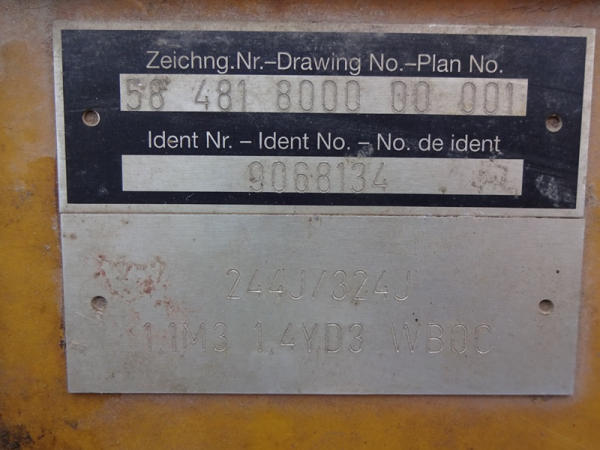 Zeichng.Nr.–Drawing No.–Plan No.
58 481 8000 00 001
Ident Nr. – Ident No. – No. de ident
9068134
244J/324J
1.1M3 1.4YD3 WBQC